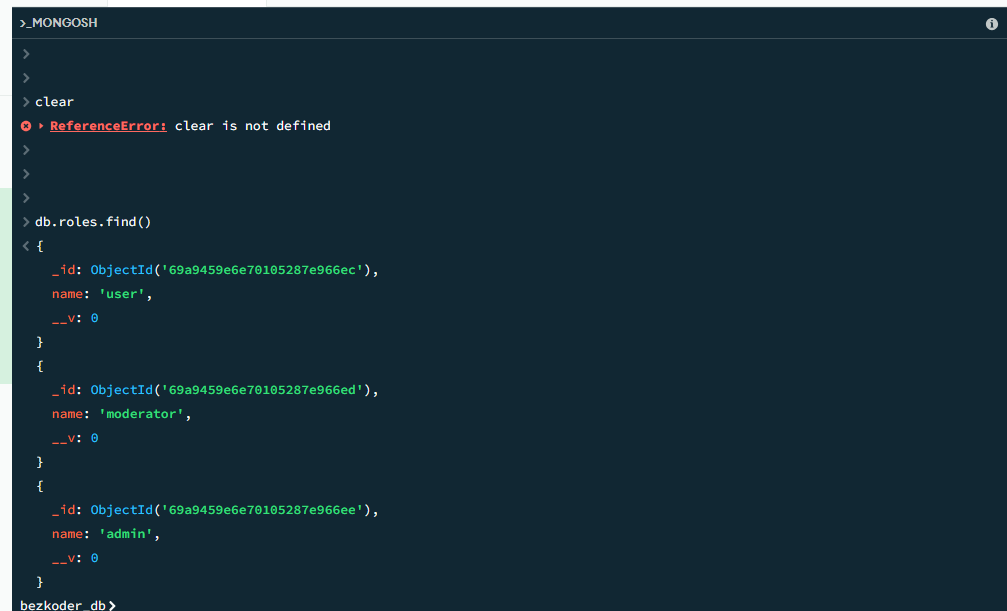 >_MONGOSH
>
>
> clear
ReferenceError: clear is not defined
>
>
>
> db.roles.find()
< {
_id: ObjectId('69a9459e6e70105287e966ec'),
name: 'user',
__v: 0
}
{
_id: ObjectId('69a9459e6e70105287e966ed'),
name: 'moderator',
__v: 0
}
{
_id: ObjectId('69a9459e6e70105287e966ee'),
name: 'admin',
__v: 0
}
bezkoder_db>